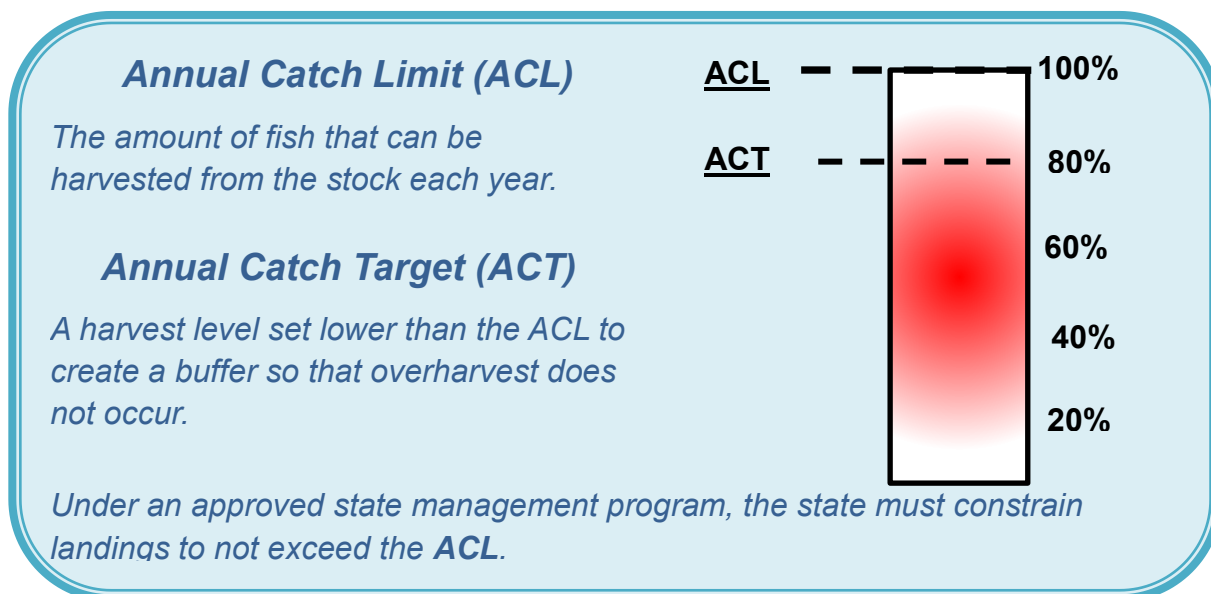 Annual Catch Limit (ACL)
The amount of fish that can be
harvested from the stock each year.
Annual Catch Target (ACT)
A harvest level set lower than the ACL to
create a buffer so that overharvest does
not occur.
Under an approved state management program, the state must constrain
landings to not exceed the ACL.
ACL
100%
ACT
80%
60%
40%
20%